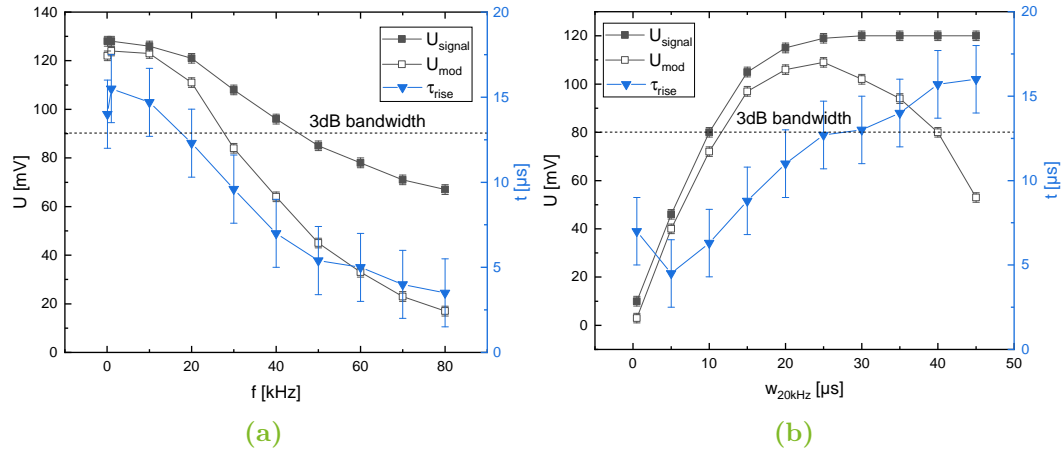 140
120
100
80
60
40
20
0
U [mV]
0
20
40
60
80
f [kHz]
20
15
10
5
0
t [µs]
U_signal
U_mod
τ_rise
3dB bandwidth
(a)
120
100
80
60
40
20
0
U [mV]
0
10
20
30
40
50
w_20kHz [µs]
20
15
10
5
0
t [µs]
U_signal
U_mod
τ_rise
3dB bandwidth
(b)